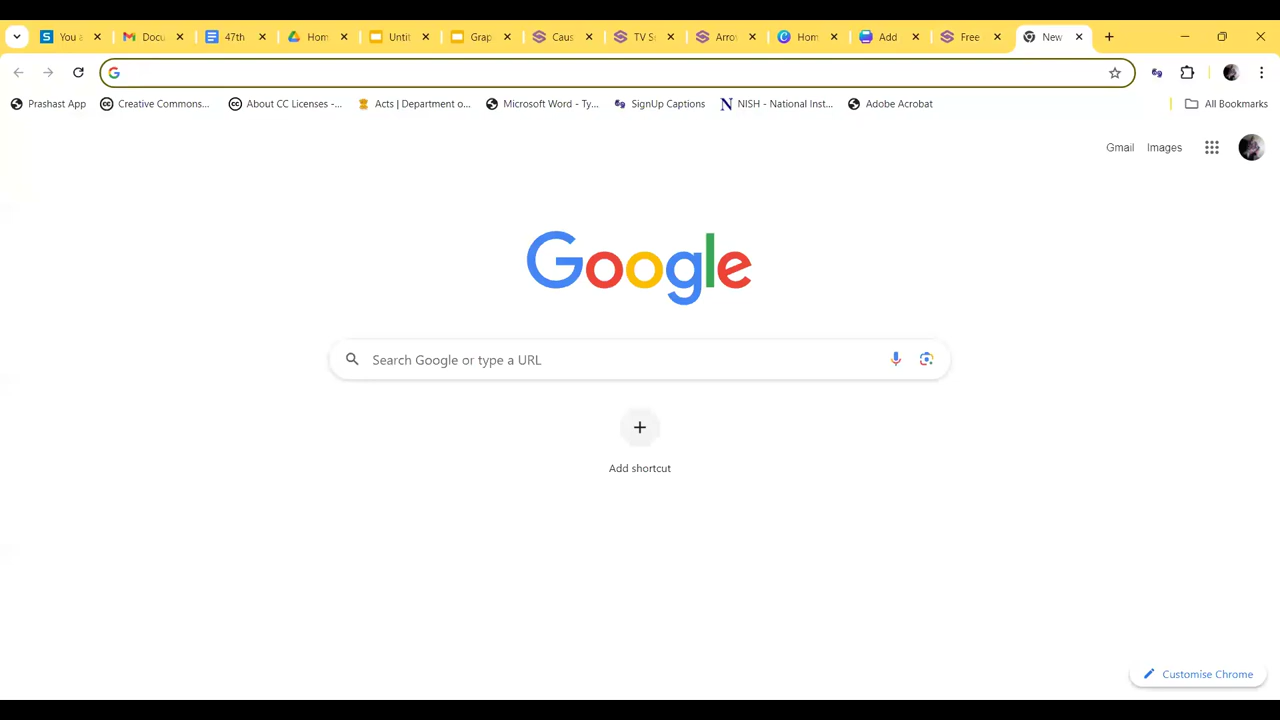 You a Docu 47th Hom Untit Grap Caus TV S Arro Hom Add Free New
Prashast App Creative Commons... About CC Licenses -... Acts | Department o... Microsoft Word - Ty... SignUp Captions NISH - National Inst... Adobe Acrobat All Bookmarks
Gmail Images
Google
Search Google or type a URL
Add shortcut
Customise Chrome